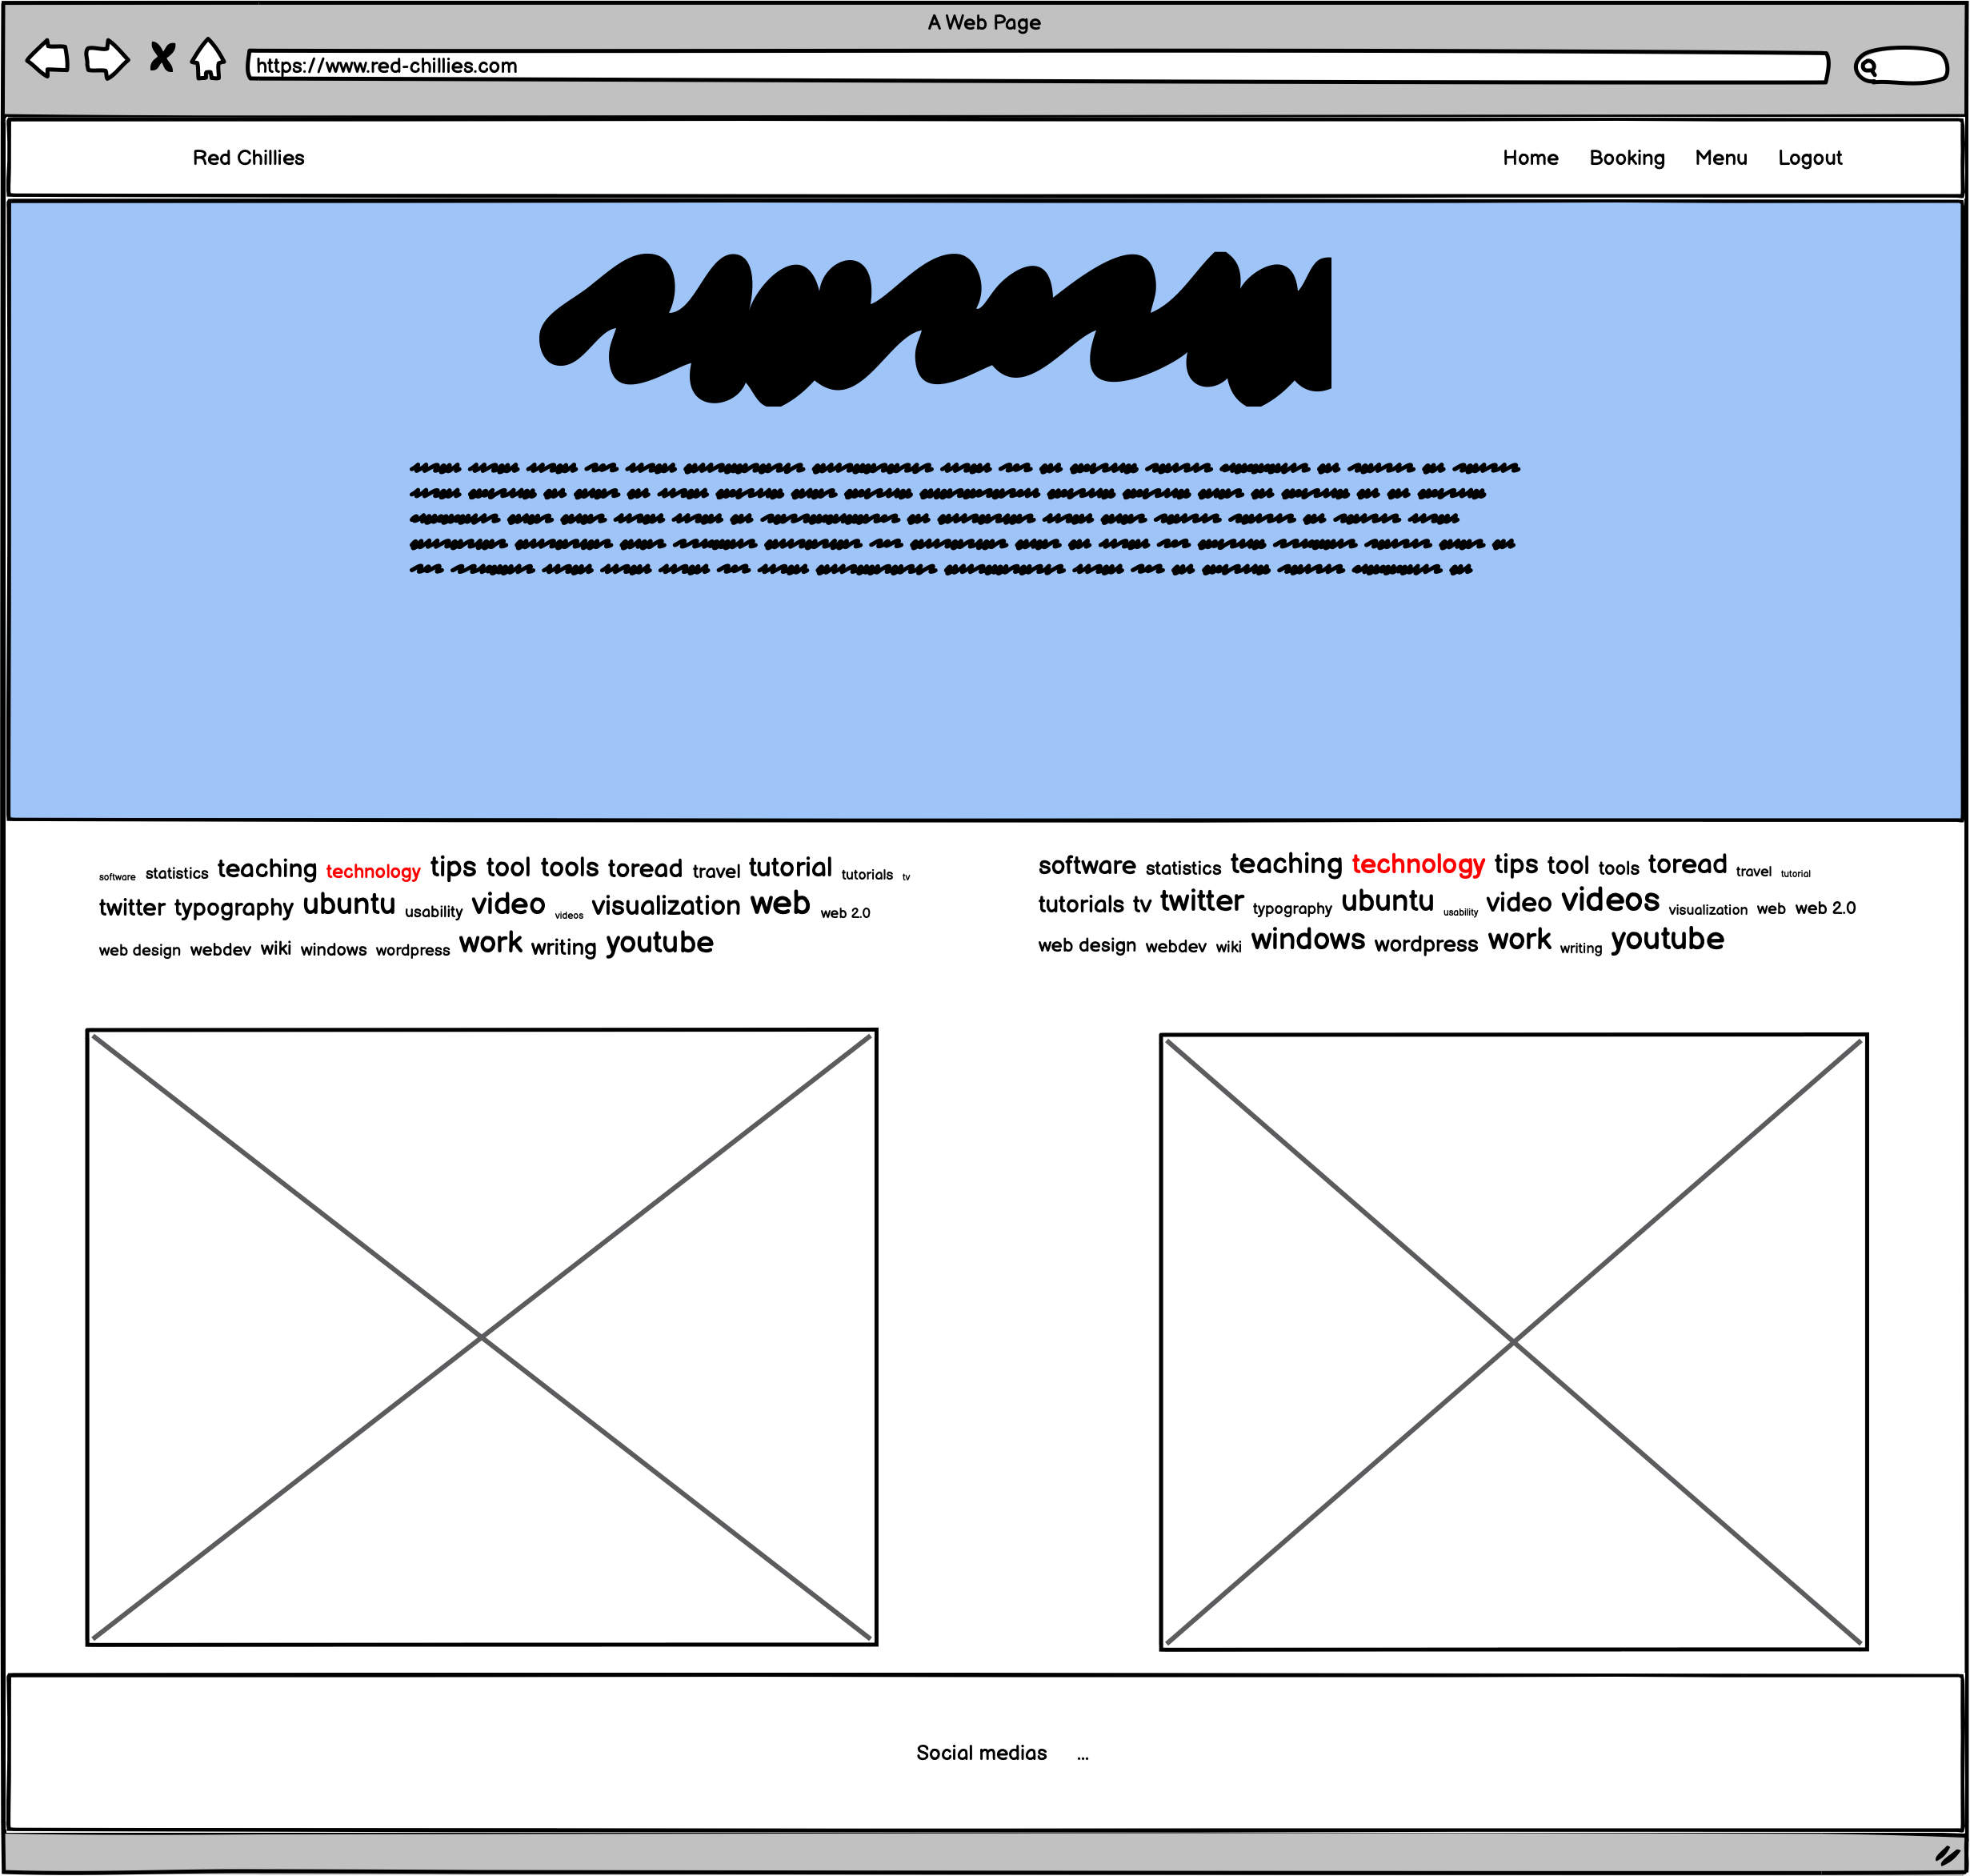 A Web Page
https://www.red-chillies.com
Red Chillies Home Booking Menu Logout
software statistics teaching technology tips tool tools toread travel tutorial tutorials tv
twitter typography ubuntu usability video videos visualization web web 2.0
web design webdev wiki windows wordpress work writing youtube
software statistics teaching technology tips tool tools toread travel tutorial
tutorials tv twitter typography ubuntu usability video videos visualization web web 2.0
web design webdev wiki windows wordpress work writing youtube
Social medias ...